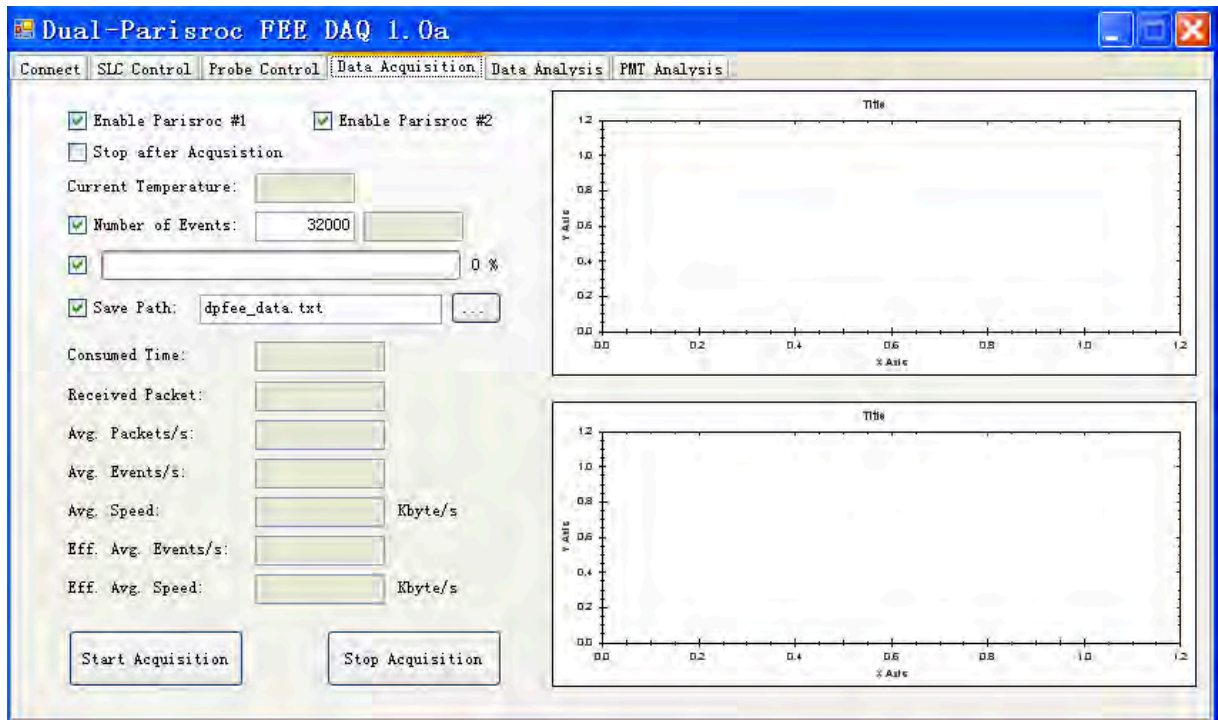 Dual-Parisroc FEE DAQ 1.0a
Connect SLC Control Probe Control Data Acquisition Data Analysis PMT Analysis
Enable Parisroc #1 Enable Parisroc #2
Stop after Acqusistion
Current Temperature:
Number of Events: 32000
0 %
Save Path: dpfee_data.txt ...
Consumed Time:
Received Packet:
Avg. Packets/s:
Avg. Events/s:
Avg. Speed: Kbyte/s
Eff. Avg. Events/s:
Eff. Avg. Speed: Kbyte/s
Start Acquisition Stop Acquisition
Title
1.2
1.0
0.8
0.6
0.4
0.2
0.0
Y Axis
0.0 0.2 0.4 0.6 0.8 1.0 1.2
X Axis
Title
1.2
1.0
0.8
0.6
0.4
0.2
0.0
Y Axis
0.0 0.2 0.4 0.6 0.8 1.0 1.2
X Axis